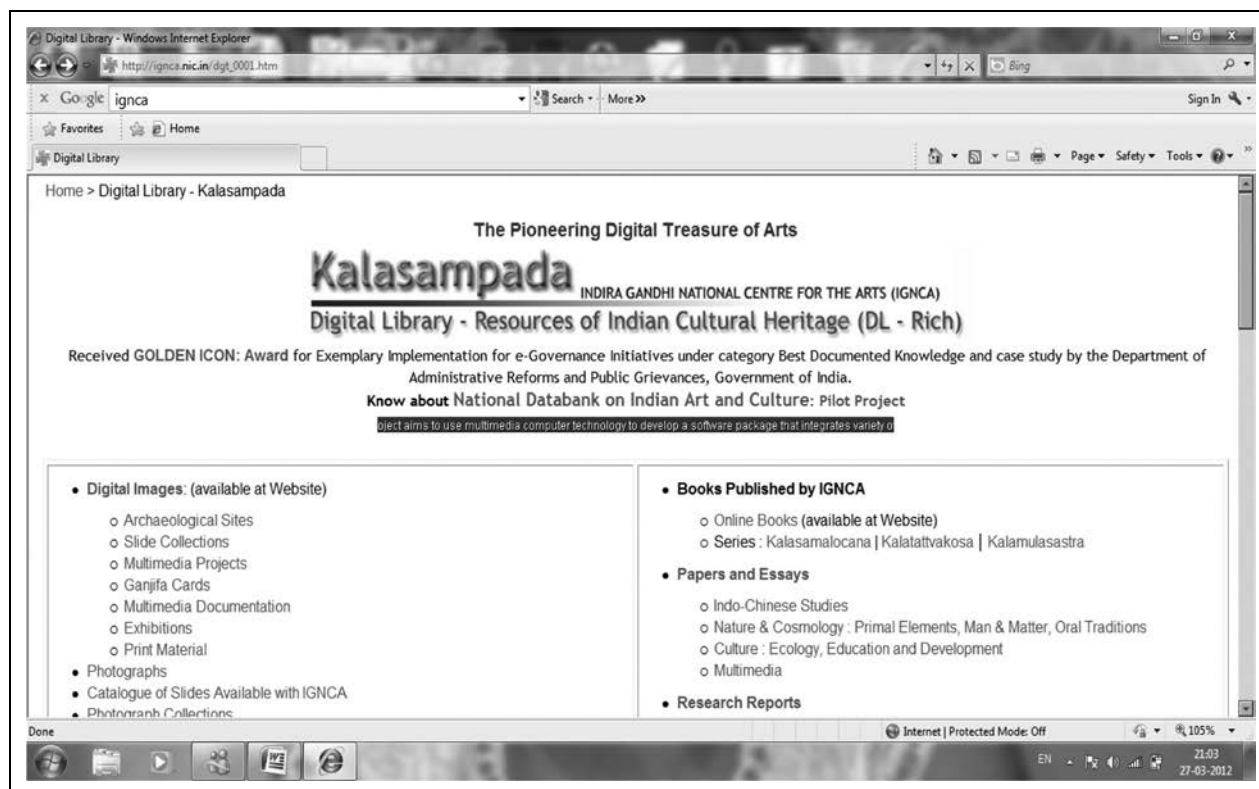 Digital Library - Windows Internet Explorer
http://ignca.nic.in/dgt_0001.htm
Bing
x Google ignca Search More» Sign In
Favorites Home
Digital Library
Page Safety Tools
Home > Digital Library - Kalasampada
The Pioneering Digital Treasure of Arts
Kalasampada INDIRA GANDHI NATIONAL CENTRE FOR THE ARTS (IGNCA)
Digital Library - Resources of Indian Cultural Heritage (DL - Rich)
Received GOLDEN ICON: Award for Exemplary Implementation for e-Governance Initiatives under category Best Documented Knowledge and case study by the Department of
Administrative Reforms and Public Grievances, Government of India.
Know about National Databank on Indian Art and Culture: Pilot Project
oject aims to use multimedia computer technology to develop a software package that integrates variety o
• Digital Images: (available at Website)
o Archaeological Sites
o Slide Collections
o Multimedia Projects
o Ganjifa Cards
o Multimedia Documentation
o Exhibitions
o Print Material
• Photographs
• Catalogue of Slides Available with IGNCA
• Photograph Collections
• Books Published by IGNCA
o Online Books (available at Website)
o Series : Kalasamalocana | Kalatattvakosa | Kalamulasastra
• Papers and Essays
o Indo-Chinese Studies
o Nature & Cosmology : Primal Elements, Man & Matter, Oral Traditions
o Culture : Ecology, Education and Development
o Multimedia
• Research Reports
Done
Internet | Protected Mode: Off
105%
EN
21:03
27-03-2012